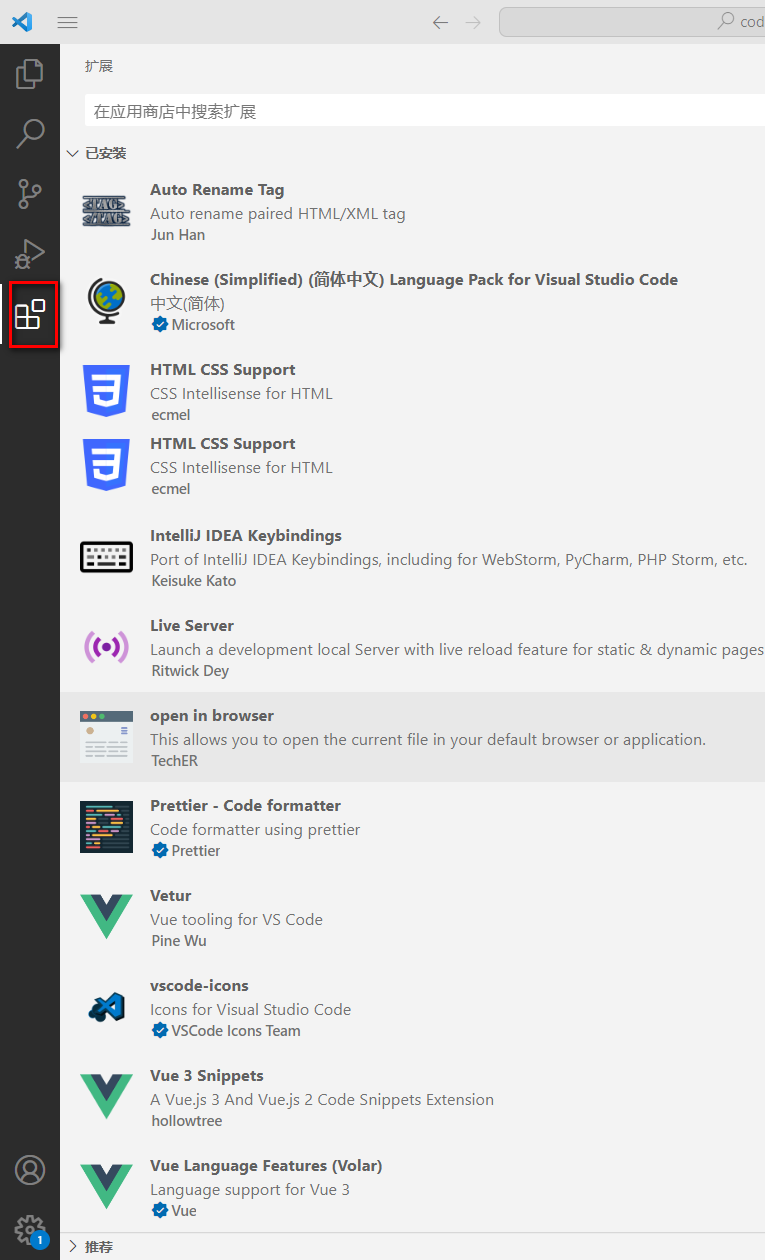 cod
扩展
在应用商店中搜索扩展
已安装
Auto Rename Tag
Auto rename paired HTML/XML tag
Jun Han
Chinese (Simplified) (简体中文) Language Pack for Visual Studio Code
中文(简体)
Microsoft
HTML CSS Support
CSS Intellisense for HTML
ecmel
HTML CSS Support
CSS Intellisense for HTML
ecmel
IntelliJ IDEA Keybindings
Port of IntelliJ IDEA Keybindings, including for WebStorm, PyCharm, PHP Storm, etc.
Keisuke Kato
Live Server
Launch a development local Server with live reload feature for static & dynamic pages
Ritwick Dey
open in browser
This allows you to open the current file in your default browser or application.
TechER
Prettier - Code formatter
Code formatter using prettier
Prettier
Vetur
Vue tooling for VS Code
Pine Wu
vscode-icons
Icons for Visual Studio Code
VSCode Icons Team
Vue 3 Snippets
A Vue.js 3 And Vue.js 2 Code Snippets Extension
hollowtree
Vue Language Features (Volar)
Language support for Vue 3
Vue
1
推荐